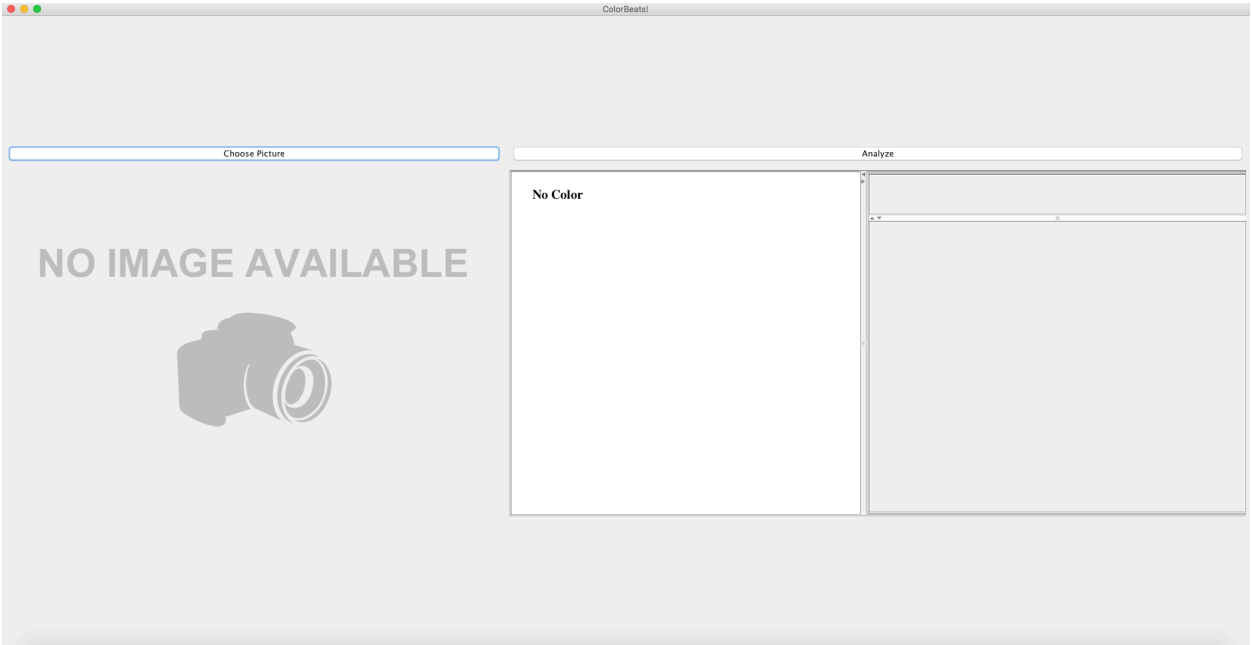 ColorBeats!
Choose Picture
Analyze
No Color
NO IMAGE AVAILABLE